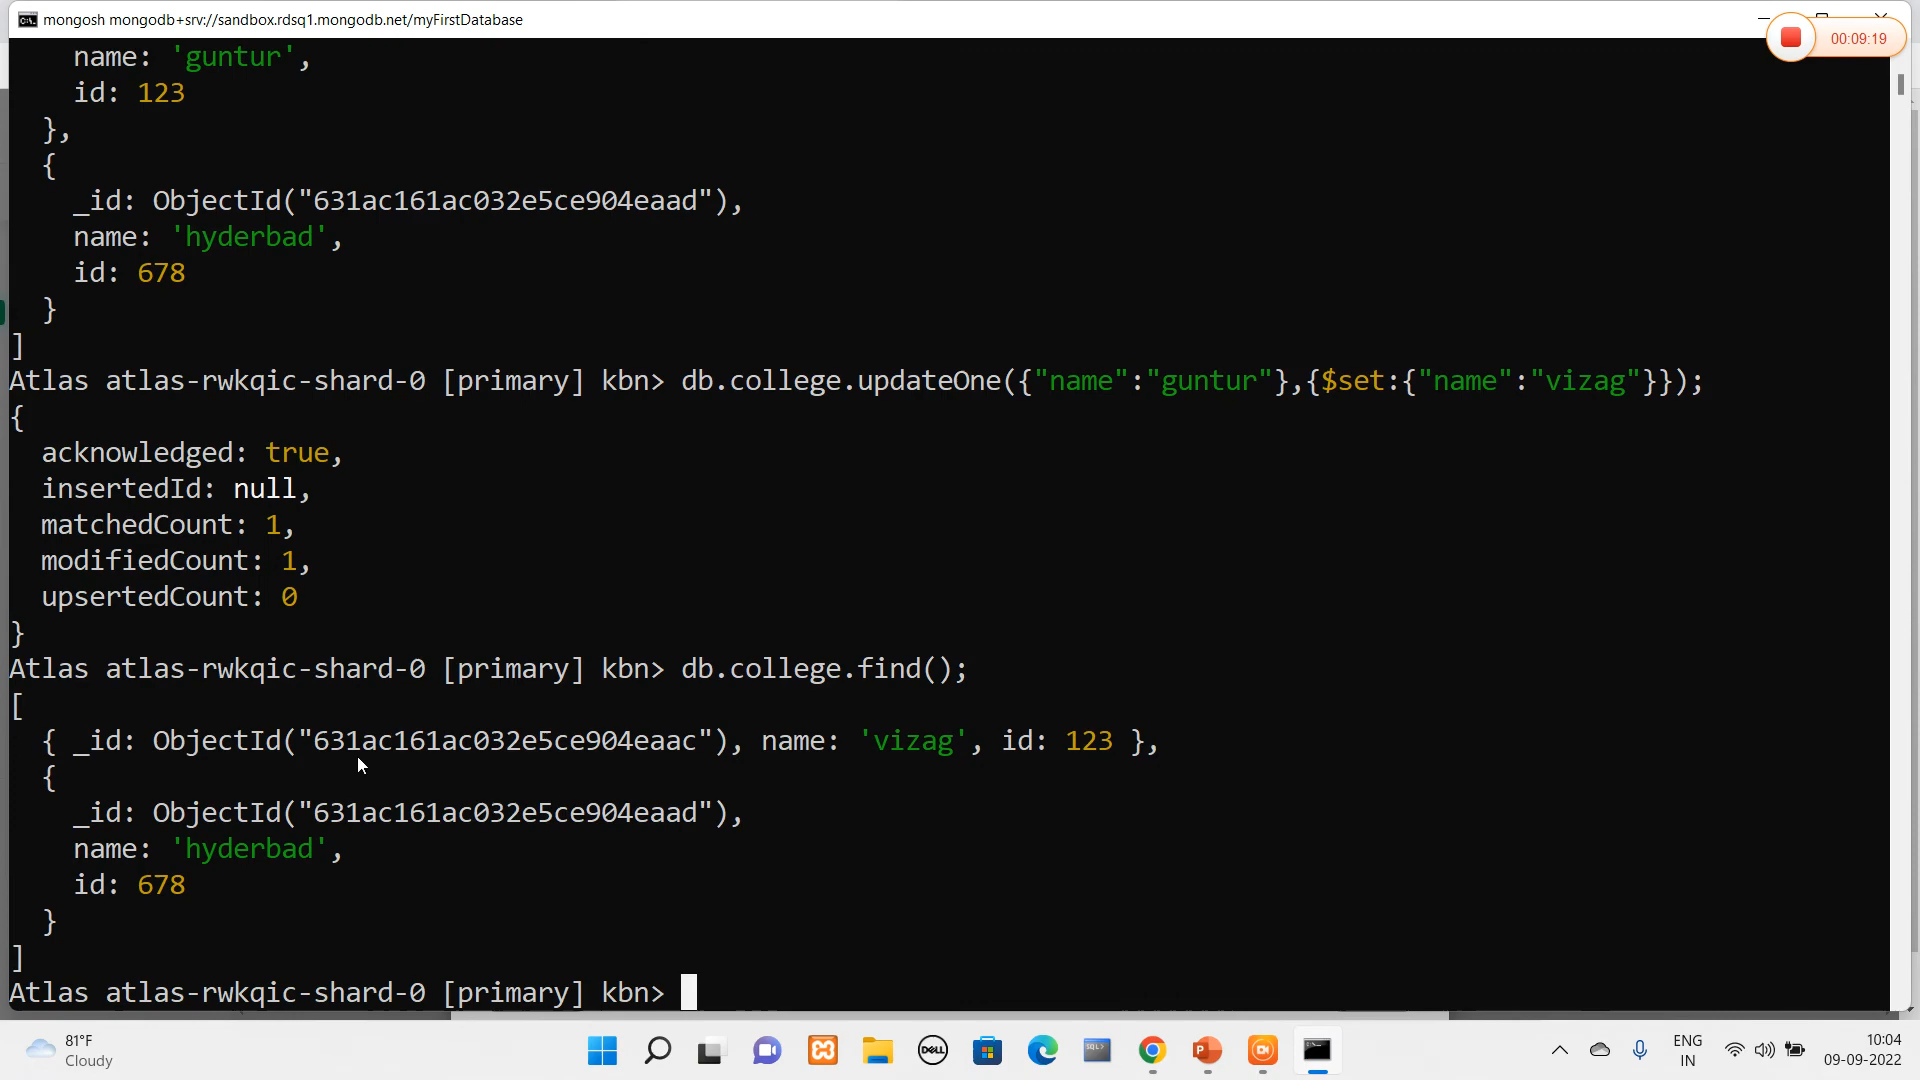 mongosh mongodb+srv://sandbox.rdsq1.mongodb.net/myFirstDatabase
00:09:19
name: 'guntur',
id: 123
},
{
_id: ObjectId("631ac161ac032e5ce904eaad"),
name: 'hyderbad',
id: 678
}
]
Atlas atlas-rwkqic-shard-0 [primary] kbn> db.college.updateOne({"name":"guntur"},{$set:{"name":"vizag"}});
{
acknowledged: true,
insertedId: null,
matchedCount: 1,
modifiedCount: 1,
upsertedCount: 0
}
Atlas atlas-rwkqic-shard-0 [primary] kbn> db.college.find();
[
{ _id: ObjectId("631ac161ac032e5ce904eaac"), name: 'vizag', id: 123 },
{
_id: ObjectId("631ac161ac032e5ce904eaad"),
name: 'hyderbad',
id: 678
}
]
Atlas atlas-rwkqic-shard-0 [primary] kbn>
81°F
Cloudy
DELL
SQL>
P
ENG
IN
10:04
09-09-2022